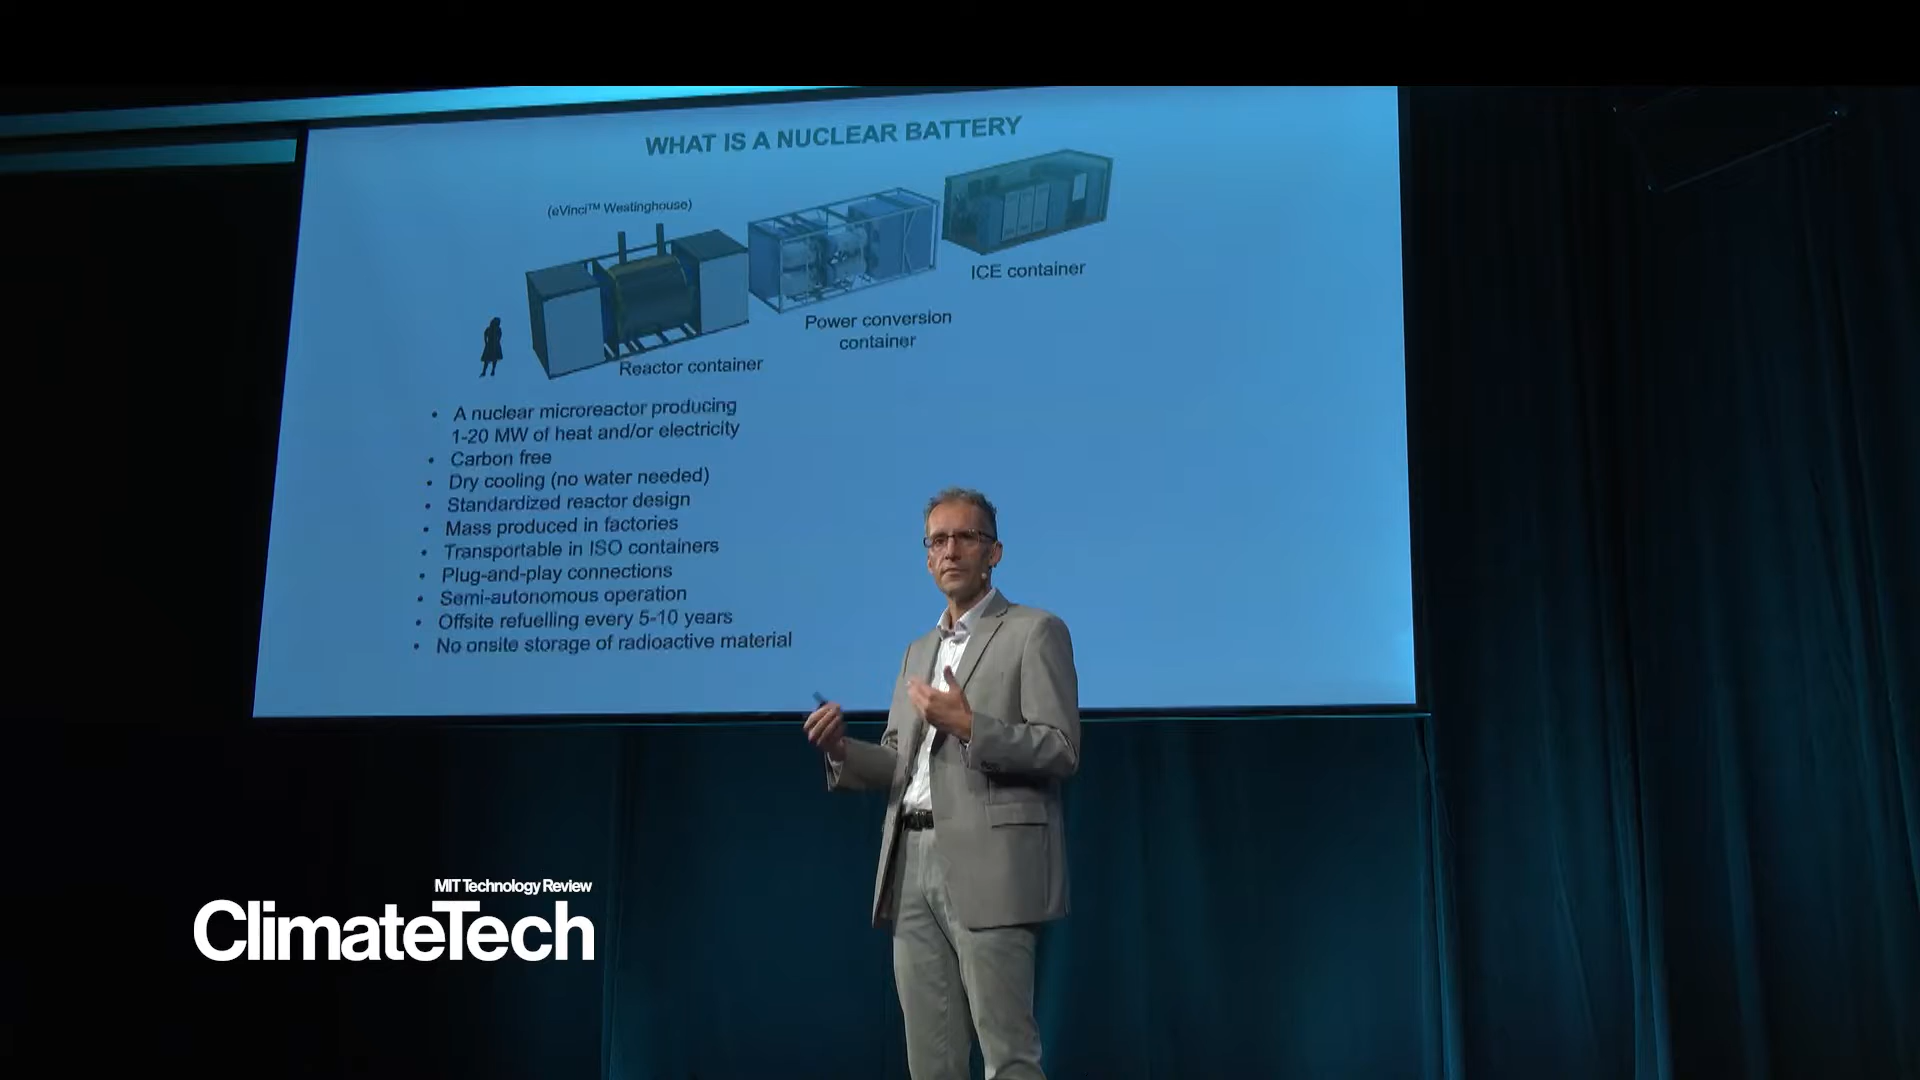 WHAT IS A NUCLEAR BATTERY
(eVinci™ Westinghouse)
ICE container
Power conversion
container
Reactor container
• A nuclear microreactor producing
1-20 MW of heat and/or electricity
• Carbon free
• Dry cooling (no water needed)
• Standardized reactor design
• Mass produced in factories
• Transportable in ISO containers
• Plug-and-play connections
• Semi-autonomous operation
• Offsite refuelling every 5-10 years
• No onsite storage of radioactive material
MIT Technology Review
ClimateTech